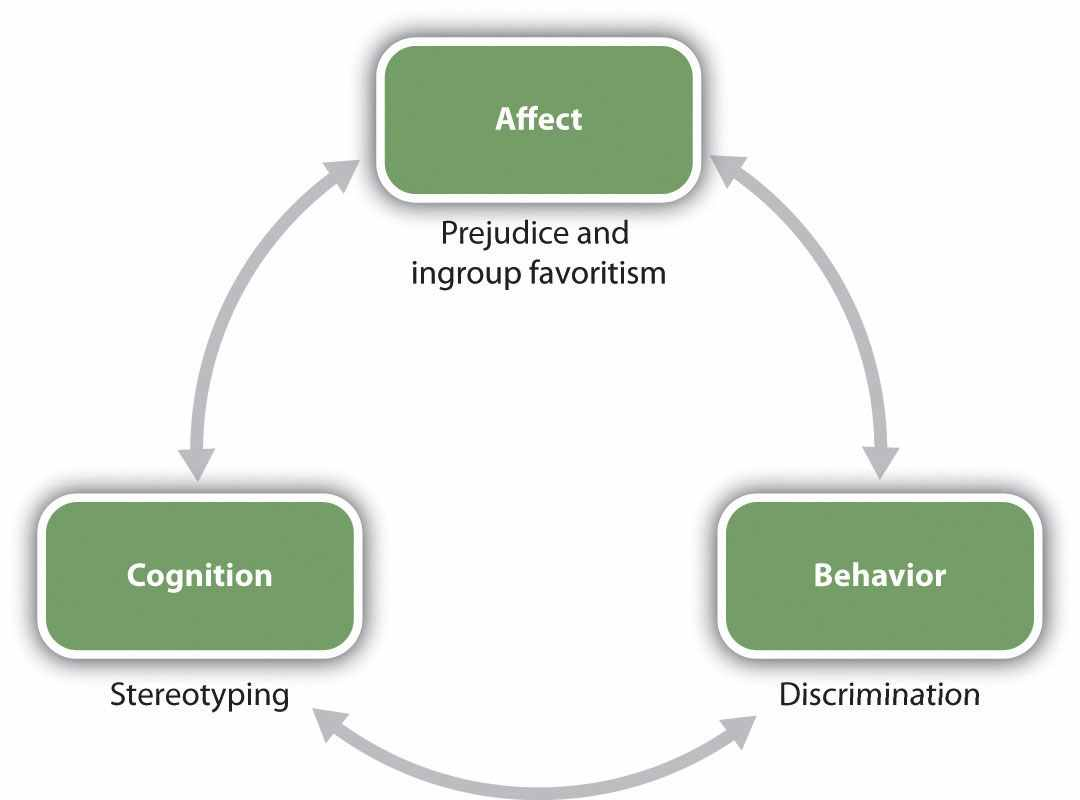 Affect
Prejudice and
ingroup favoritism
Cognition
Stereotyping
Behavior
Discrimination